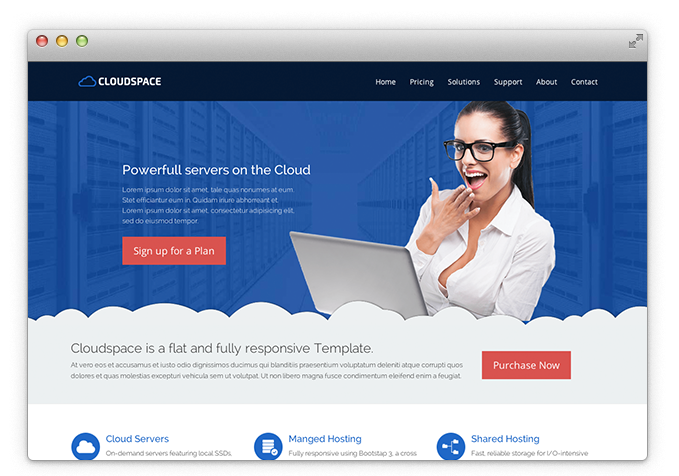 CLOUDSPACE
Home Pricing Solutions Support About Contact
Powerfull servers on the Cloud
Lorem ipsum dolor sit amet, tale quas nonumes at eum.
Stet efficiantur eum in. Quidam iriure abhorreant et.
Lorem ipsum dolor sit amet, consectetur adipisicing elit,
sed do eiusmod tempor.
Sign up for a Plan
Cloudspace is a flat and fully responsive Template.
At vero eos et accusamus et iusto odio dignissimos ducimus qui blanditiis praesentium voluptatum deleniti atque corrupti quos
dolores et quas molestias excepturi vehicula sem ut volutpat. Ut non libero magna fusce condimentum eleifend enim a feugiat.
Purchase Now
Cloud Servers
On-demand servers featuring local SSDs,
Manged Hosting
Fully responsive using Bootstap 3, a cross
Shared Hosting
Fast, reliable storage for I/O-intensive